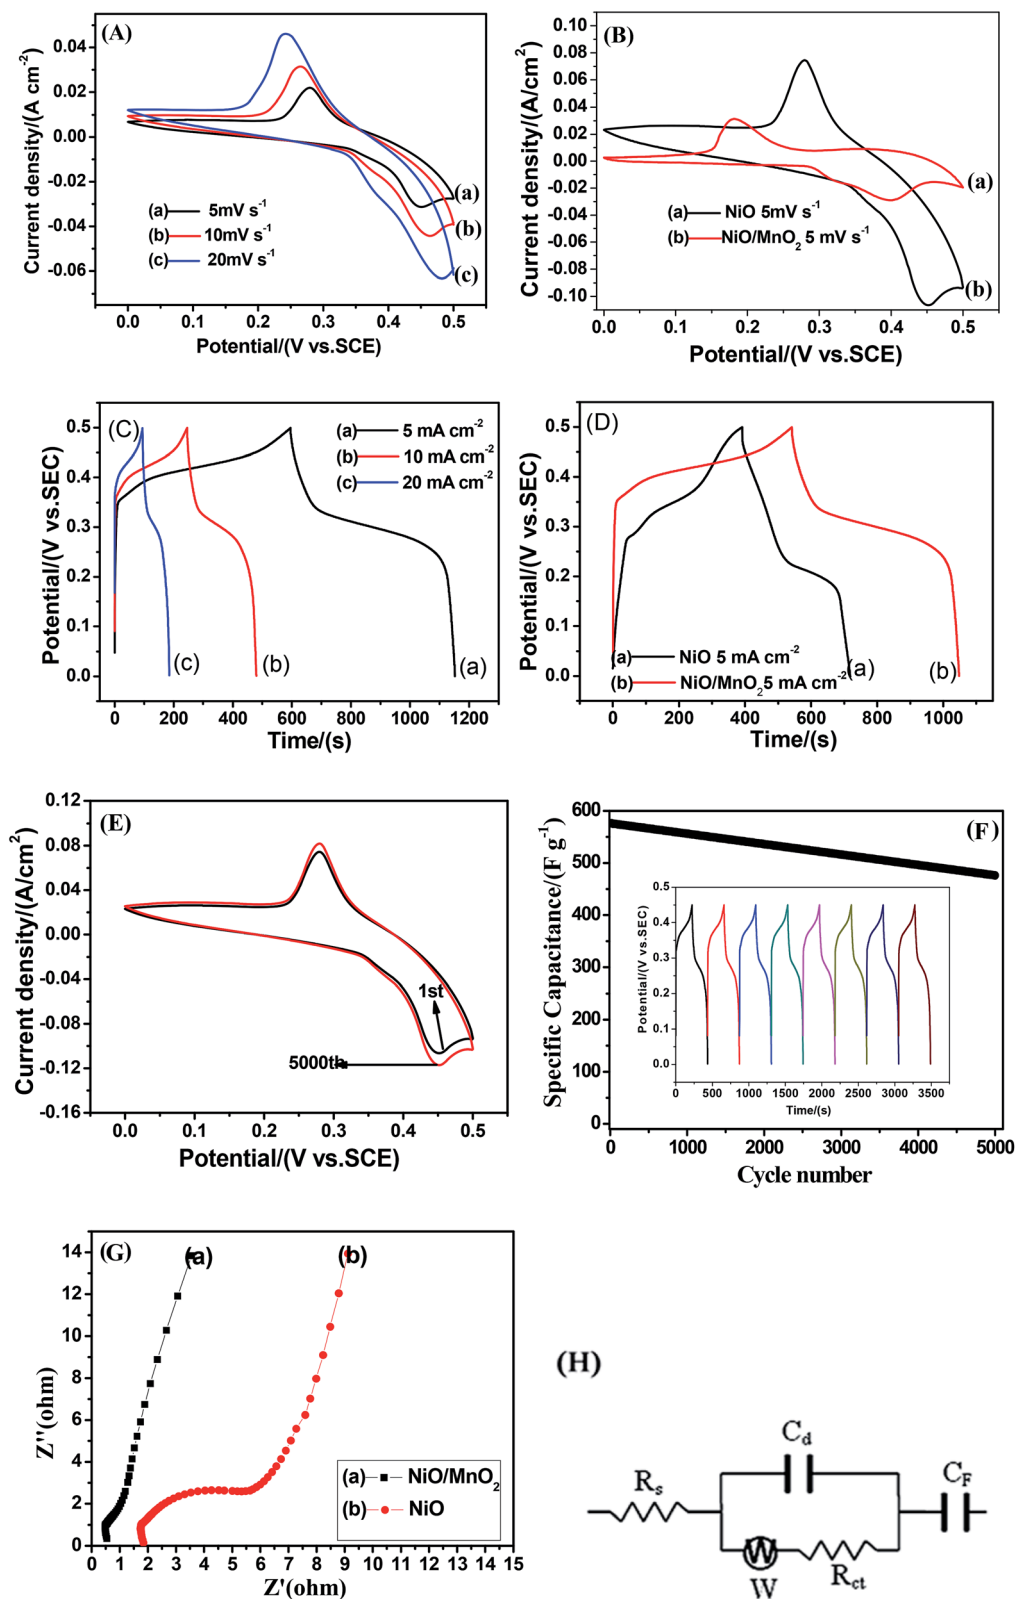 (A)
Current density/(A cm⁻²)
0.04
0.02
0.00
-0.02
-0.04
-0.06
0.0 0.1 0.2 0.3 0.4 0.5
Potential/(V vs.SCE)
(a) 5mV s⁻¹
(b) 10mV s⁻¹
(c) 20mV s⁻¹
(a)
(b)
(c)
(B)
Current density/(A/cm²)
0.10
0.08
0.06
0.04
0.02
0.00
-0.02
-0.04
-0.06
-0.08
-0.10
0.0 0.1 0.2 0.3 0.4 0.5
Potential/(V vs.SCE)
(a) NiO 5mV s⁻¹
(b) NiO/MnO₂ 5 mV s⁻¹
(a)
(b)
(C)
Potential/(V vs.SEC)
0.5
0.4
0.3
0.2
0.1
0.0
0 200 400 600 800 1000 1200
Time/(s)
(a) 5 mA cm⁻²
(b) 10 mA cm⁻²
(c) 20 mA cm⁻²
(c)
(b)
(a)
(D)
Potential/(V vs.SEC)
0.5
0.4
0.3
0.2
0.1
0.0
0 200 400 600 800 1000
Time/(s)
(a) NiO 5 mA cm⁻²
(b) NiO/MnO₂5 mA cm⁻²
(a)
(b)
(E)
Current density/(A/cm²)
0.12
0.08
0.04
0.00
-0.04
-0.08
-0.12
-0.16
0.0 0.1 0.2 0.3 0.4 0.5
Potential/(V vs.SCE)
1st
5000th
(F)
Specific Capacitance/(F g⁻¹)
600
500
450
400
300
200
100
0
0 1000 2000 3000 4000 5000
Cycle number
Potential/(V vs.SEC)
0.5
0.4
0.3
0.2
0.1
0.0
0 500 1000 1500 2000 2500 3000 3500
Time/(s)
(G)
Z''(ohm)
14
12
10
8
6
4
2
0
0 1 2 3 4 5 6 7 8 9 10 11 12 13 14 15
Z'(ohm)
(a)
(b)
(a) NiO/MnO₂
(b) NiO
(H)
R_s
C_d
C_F
W
W
R_ct